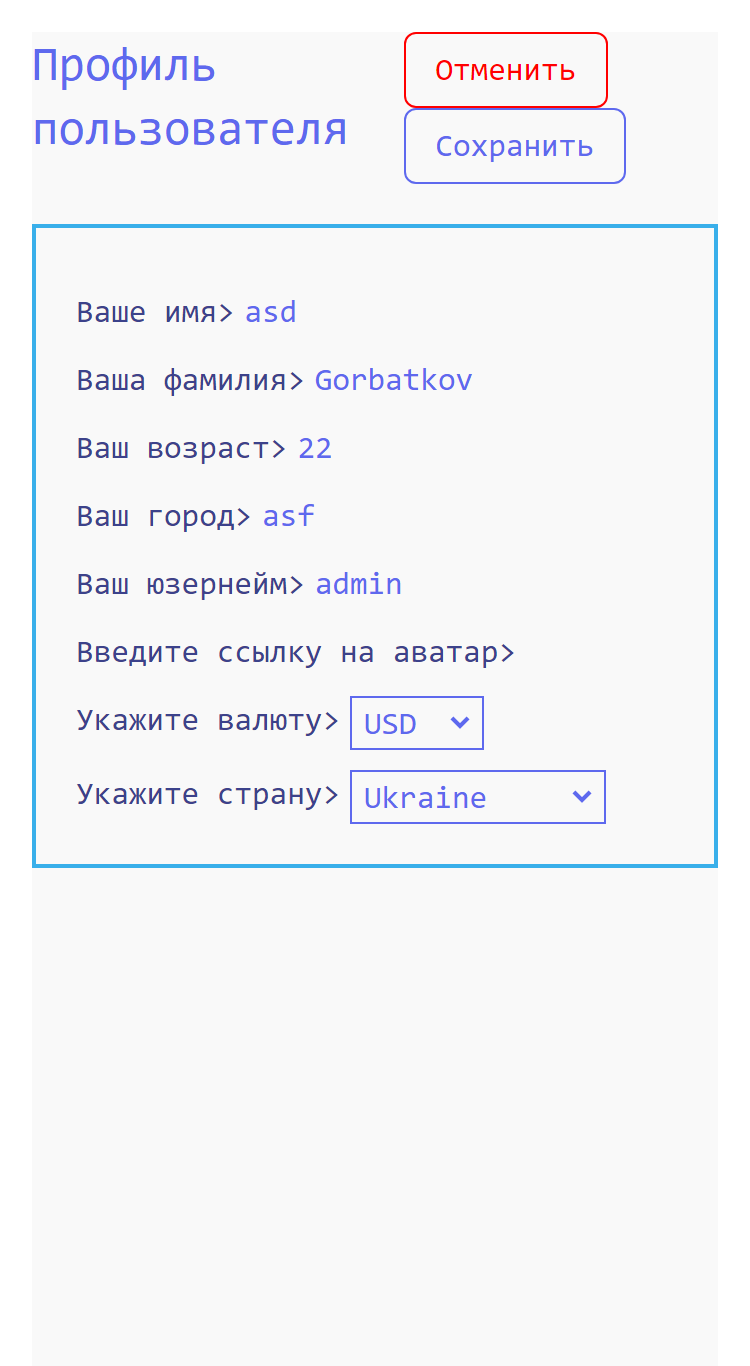 Профиль
пользователя
Отменить
Сохранить
Ваше имя> asd
Ваша фамилия> Gorbatkov
Ваш возраст> 22
Ваш город> asf
Ваш юзернейм> admin
Введите ссылку на аватар>
Укажите валюту> USD
Укажите страну> Ukraine